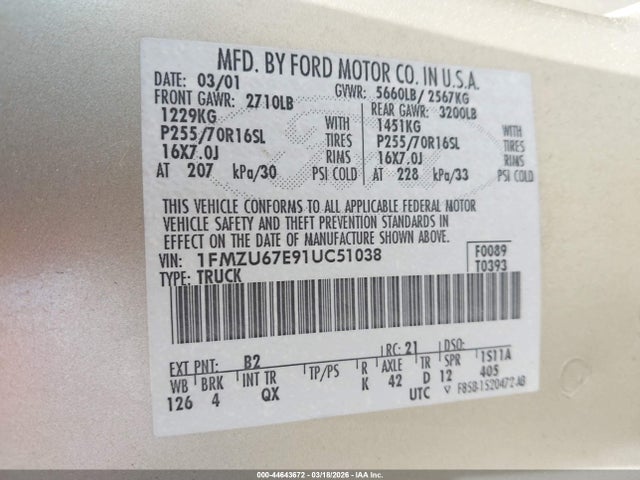 MFD. BY FORD MOTOR CO. IN U.S.A.
DATE: 03/01 GVWR: 5660LB/ 2567KG
FRONT GAWR: 2710LB REAR GAWR: 3200LB
1229KG 1451KG WITH
P255/70R16SL TIRES P255/70R16SL TIRES
16X7.0J RIMS 16X7.0J RIMS
AT 207 kPa/30 PSI COLD AT 228 kPa/33 PSI COLD
THIS VEHICLE CONFORMS TO ALL APPLICABLE FEDERAL MOTOR
VEHICLE SAFETY AND THEFT PREVENTION STANDARDS IN
EFFECT ON THE DATE OF MANUFACTURE SHOWN ABOVE.
VIN: 1FMZU67E91UC51038 F0089
TYPE: TRUCK T0393
EXT PNT: B2 RC: 21 DSO:
WB BRK INT TR TP/PS R AXLE TR SPR 1S11A
126 4 QX K 42 D 12 405
UTC F85B-1520472-AB
000-44643672 | 03/18/2026 - IAA Inc.